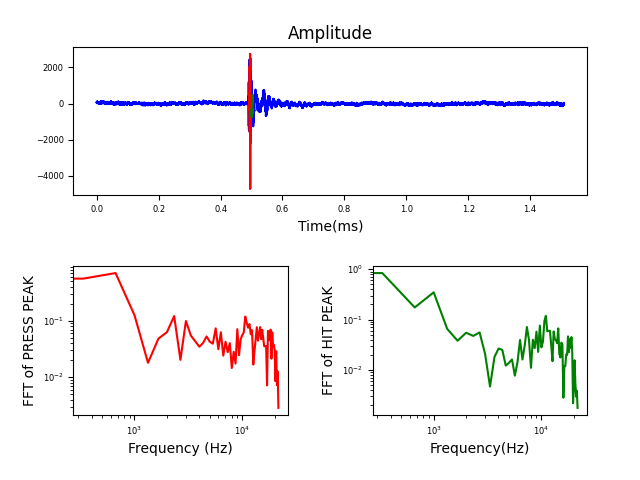 Amplitude
2000
0
−2000
−4000
0.0 0.2 0.4 0.6 0.8 1.0 1.2 1.4
Time(ms)
FFT of PRESS PEAK
10⁻¹
10⁻²
10³ 10⁴
Frequency (Hz)
FFT of HIT PEAK
10⁰
10⁻¹
10⁻²
10³ 10⁴
Frequency(Hz)